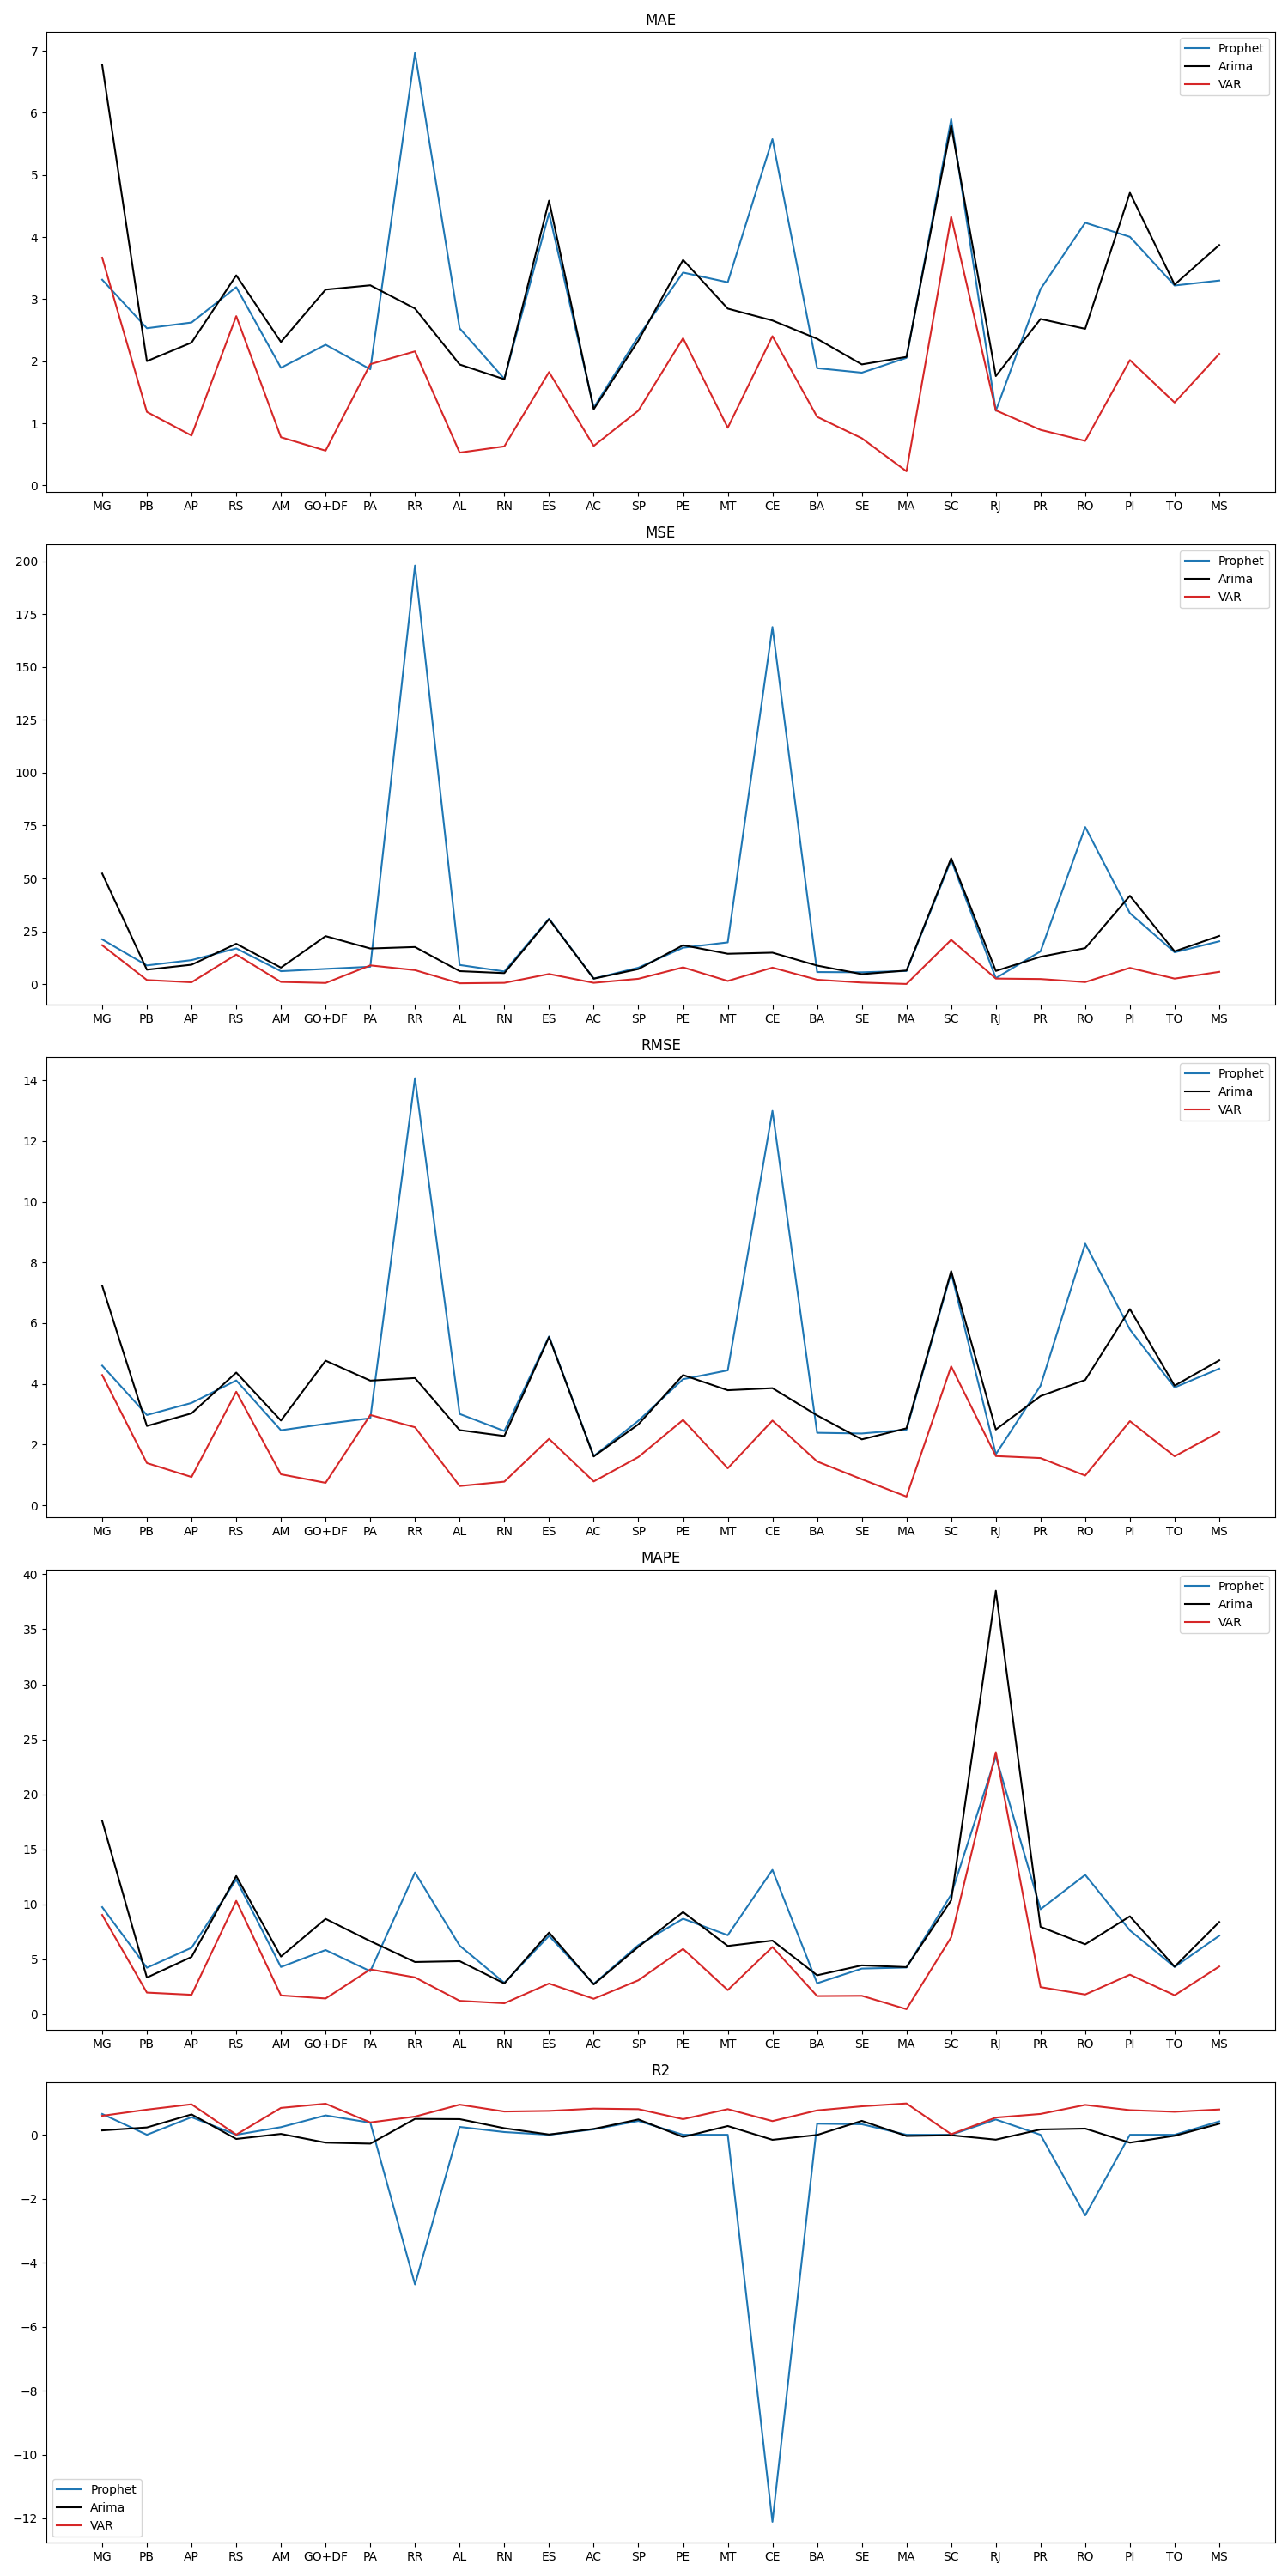 MAE
7
6
5
4
3
2
1
0
Prophet
Arima
VAR
MG PB AP RS AM GO+DF PA RR AL RN ES AC SP PE MT CE BA SE MA SC RJ PR RO PI TO MS
MSE
200
175
150
125
100
75
50
25
0
Prophet
Arima
VAR
MG PB AP RS AM GO+DF PA RR AL RN ES AC SP PE MT CE BA SE MA SC RJ PR RO PI TO MS
RMSE
14
12
10
8
6
4
2
0
Prophet
Arima
VAR
MG PB AP RS AM GO+DF PA RR AL RN ES AC SP PE MT CE BA SE MA SC RJ PR RO PI TO MS
MAPE
40
35
30
25
20
15
10
5
0
Prophet
Arima
VAR
MG PB AP RS AM GO+DF PA RR AL RN ES AC SP PE MT CE BA SE MA SC RJ PR RO PI TO MS
R2
0
−2
−4
−6
−8
−10
−12
Prophet
Arima
VAR
MG PB AP RS AM GO+DF PA RR AL RN ES AC SP PE MT CE BA SE MA SC RJ PR RO PI TO MS